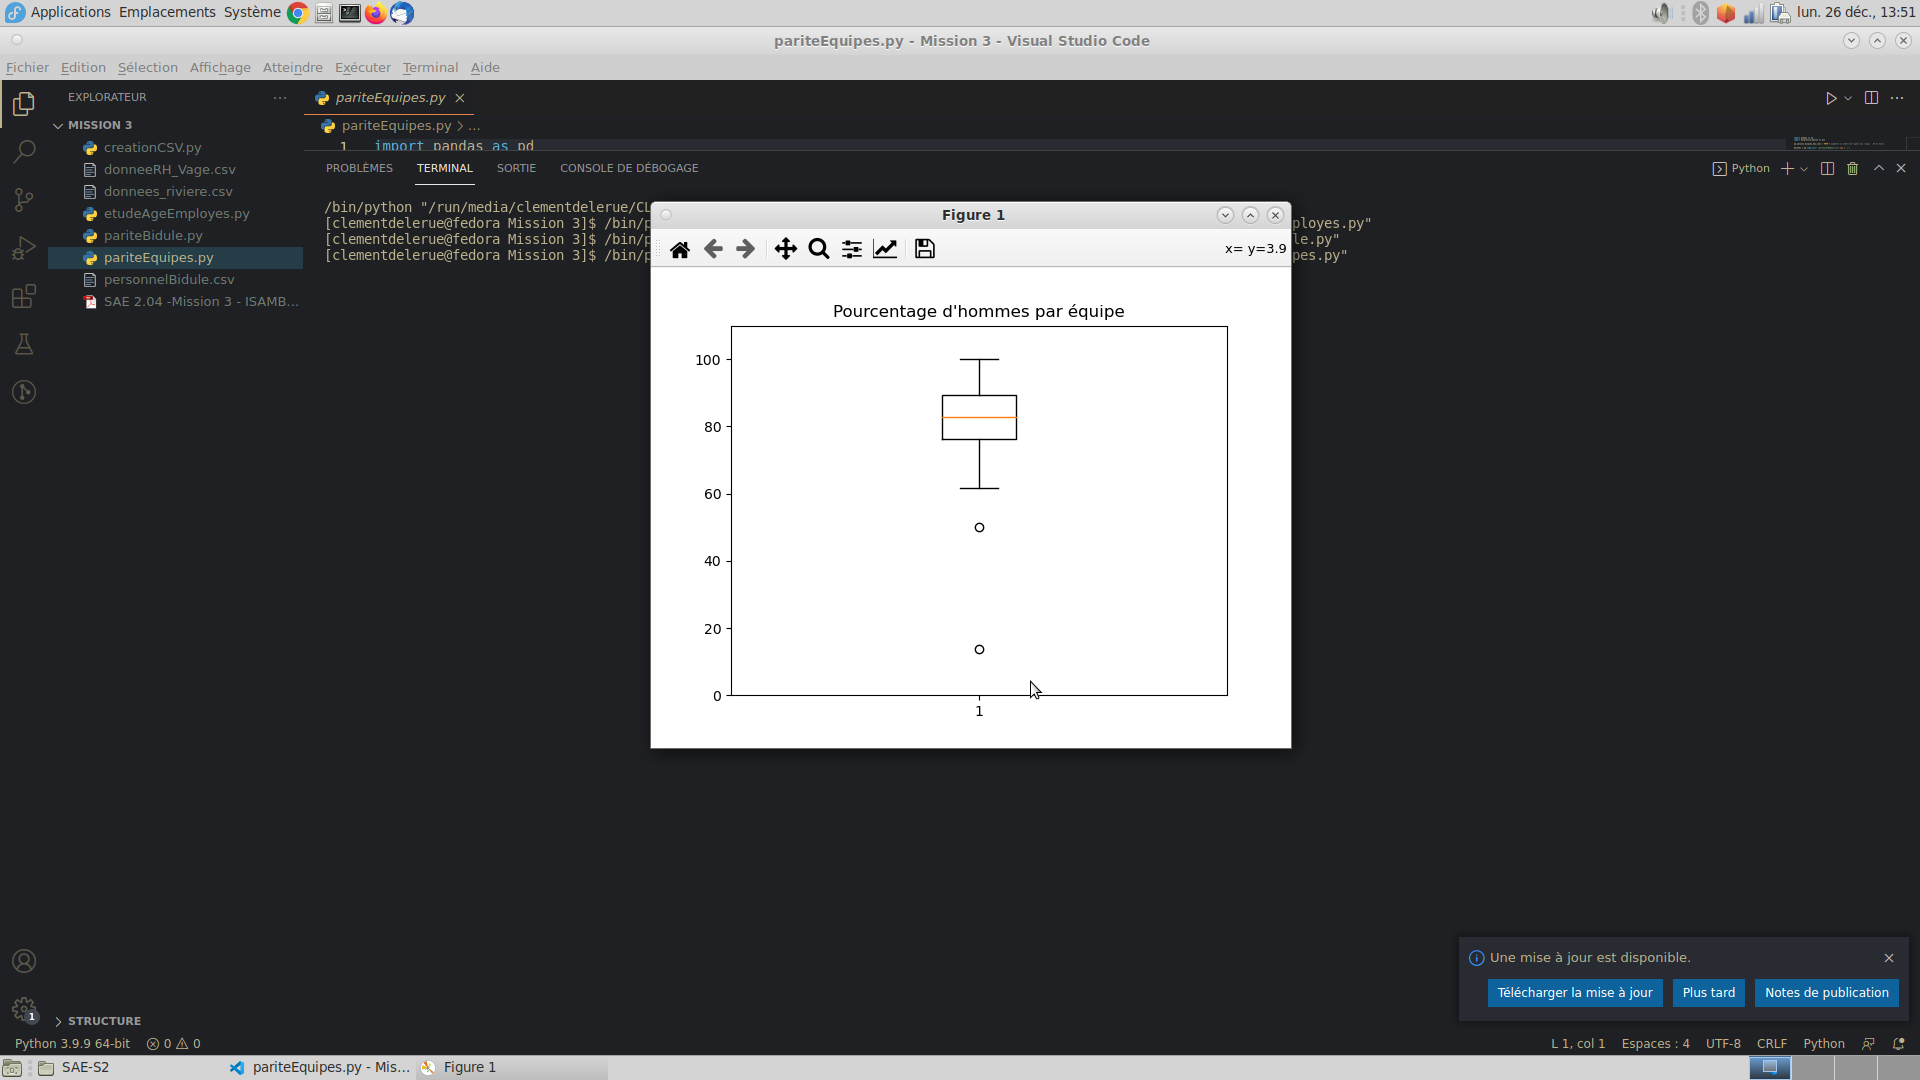 Applications Emplacements Système lun. 26 déc., 13:51
pariteEquipes.py - Mission 3 - Visual Studio Code
Fichier Edition Sélection Affichage Atteindre Exécuter Terminal Aide
EXPLORATEUR
MISSION 3
creationCSV.py
donneeRH_Vage.csv
donnees_riviere.csv
etudeAgeEmployes.py
pariteBidule.py
pariteEquipes.py
personnelBidule.csv
SAE 2.04 -Mission 3 - ISAMB...
pariteEquipes.py
pariteEquipes.py > ...
1 import pandas as pd
PROBLÈMES TERMINAL SORTIE CONSOLE DE DÉBOGAGE Python
/bin/python "/run/media/clementdelerue/CL
[clementdelerue@fedora Mission 3]$ /bin/p ployes.py"
[clementdelerue@fedora Mission 3]$ /bin/p le.py"
[clementdelerue@fedora Mission 3]$ /bin/p pes.py"
Figure 1
x= y=3.9
Pourcentage d'hommes par équipe
100
80
60
40
20
0
1
Une mise à jour est disponible.
Télécharger la mise à jour Plus tard Notes de publication
1
STRUCTURE
Python 3.9.9 64-bit 0 0 L 1, col 1 Espaces : 4 UTF-8 CRLF Python
SAE-S2 pariteEquipes.py - Mis... Figure 1